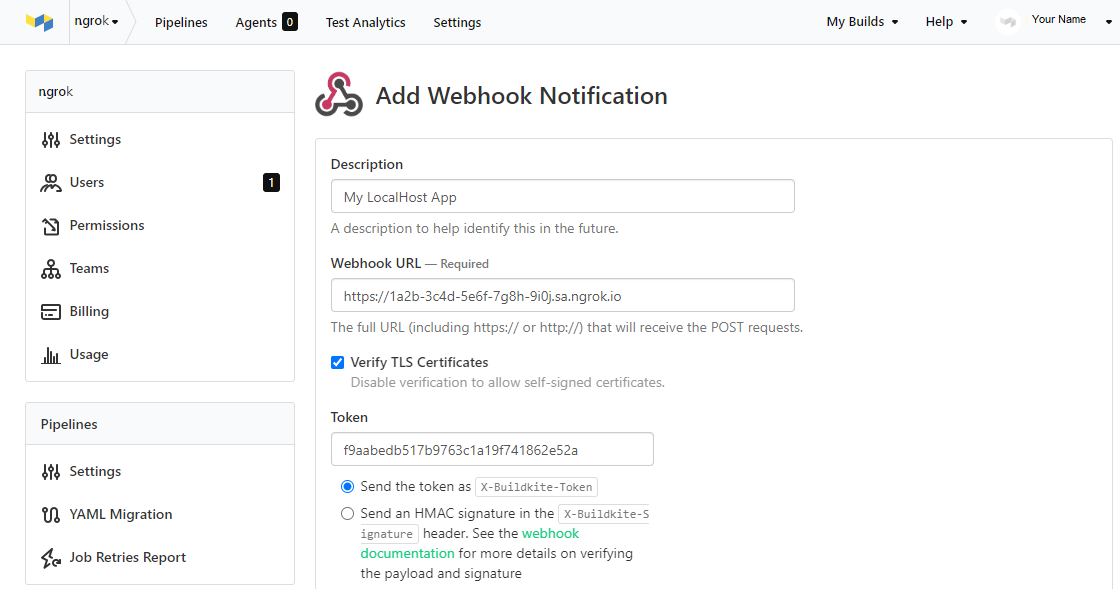 ngrok Pipelines Agents 0 Test Analytics Settings My Builds Help Your Name
ngrok
Settings
Users 1
Permissions
Teams
Billing
Usage
Pipelines
Settings
YAML Migration
Job Retries Report
Add Webhook Notification
Description
My LocalHost App
A description to help identify this in the future.
Webhook URL — Required
https://1a2b-3c4d-5e6f-7g8h-9i0j.sa.ngrok.io
The full URL (including https:// or http://) that will receive the POST requests.
Verify TLS Certificates
Disable verification to allow self-signed certificates.
Token
f9aabedb517b9763c1a19f741862e52a
Send the token as X-Buildkite-Token
Send an HMAC signature in the X-Buildkite-S
ignature header. See the webhook
documentation for more details on verifying
the payload and signature